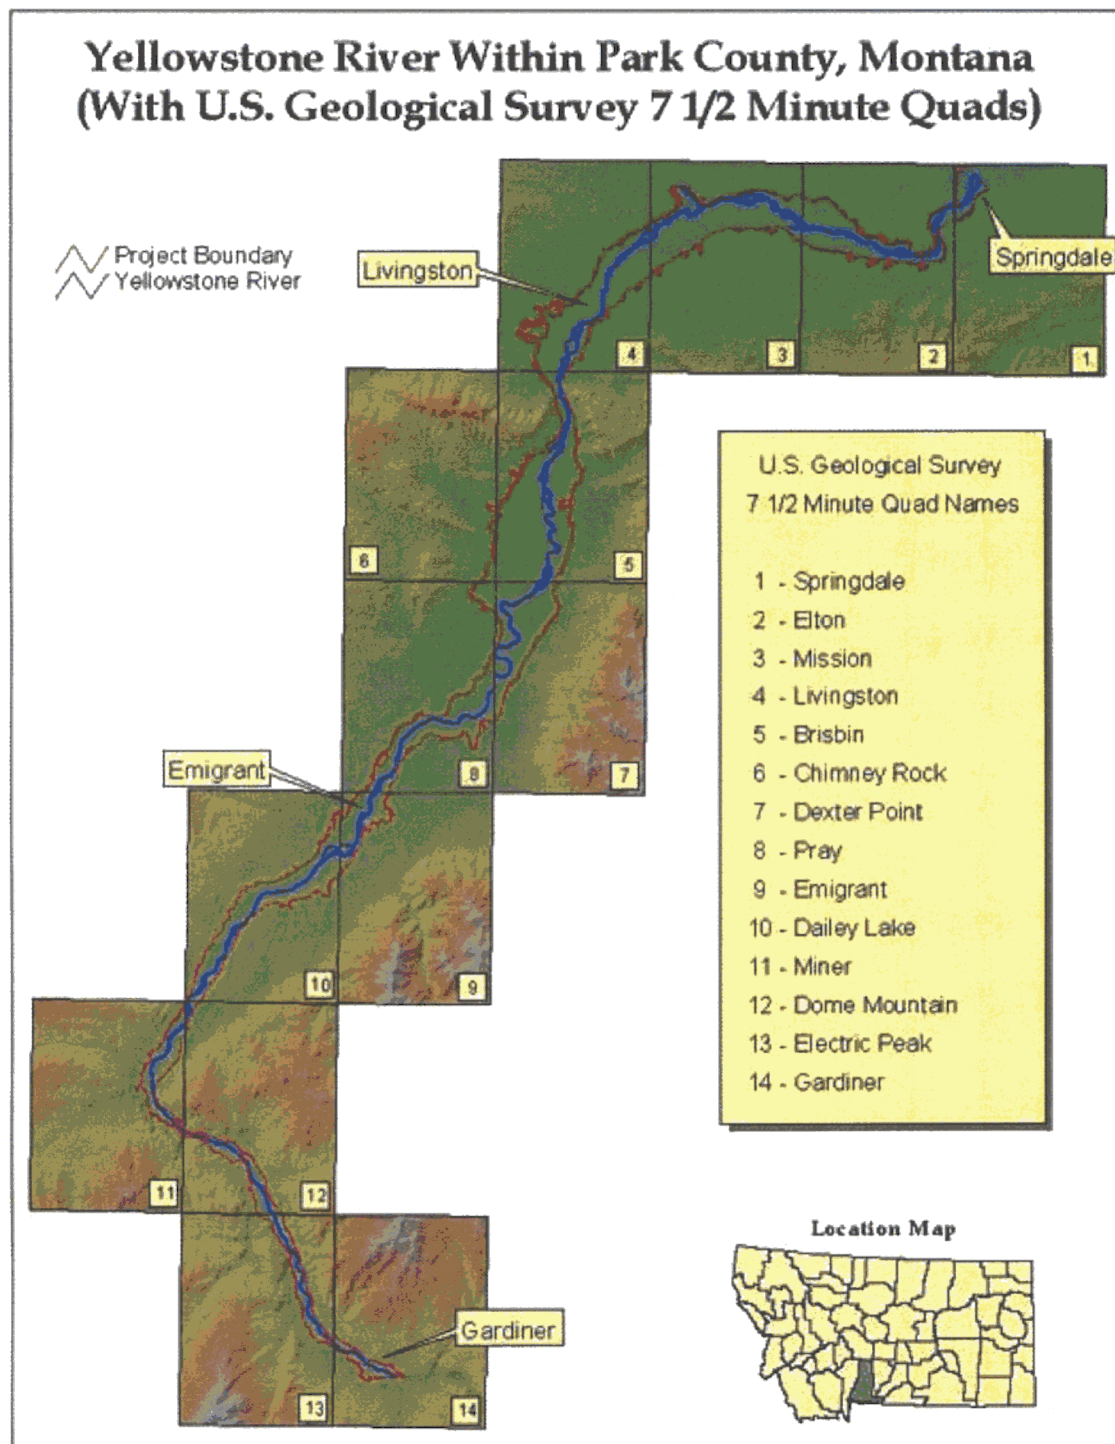 Yellowstone River Within Park County, Montana
(With U.S. Geological Survey 7 1/2 Minute Quads)
Project Boundary
Yellowstone River
Livingston
Springdale
4
3
2
1
6
5
8
7
Emigrant
10
9
11
12
Gardiner
13
14
U.S. Geological Survey
7 1/2 Minute Quad Names
1 - Springdale
2 - Elton
3 - Mission
4 - Livingston
5 - Brisbin
6 - Chimney Rock
7 - Dexter Point
8 - Pray
9 - Emigrant
10 - Dailey Lake
11 - Miner
12 - Dome Mountain
13 - Electric Peak
14 - Gardiner
Location Map